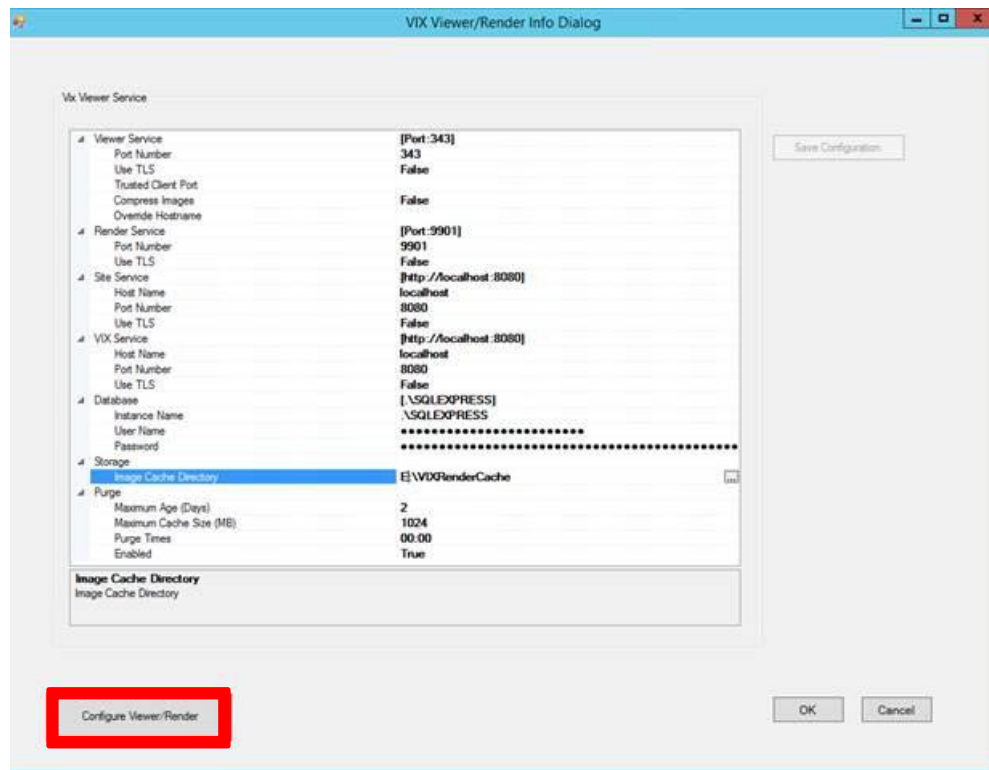 VIX Viewer/Render Info Dialog
Vix Viewer Service
Viewer Service [Port:343]
Port Number 343
Use TLS False
Trusted Client Port
Compress Images False
Override Hostname
Render Service [Port:9901]
Port Number 9901
Use TLS False
Site Service [http://localhost:8080]
Host Name localhost
Port Number 8080
Use TLS False
VIX Service [http://localhost:8080]
Host Name localhost
Port Number 8080
Use TLS False
Database [.\SQLEXPRESS]
Instance Name .\SQLEXPRESS
User Name
Password
Storage
Image Cache Directory E:\VIXRenderCache ...
Purge
Maximum Age (Days) 2
Maximum Cache Size (MB) 1024
Purge Times 00:00
Enabled True
Image Cache Directory
Image Cache Directory
Save Configuration
Configure Viewer/Render
OK Cancel